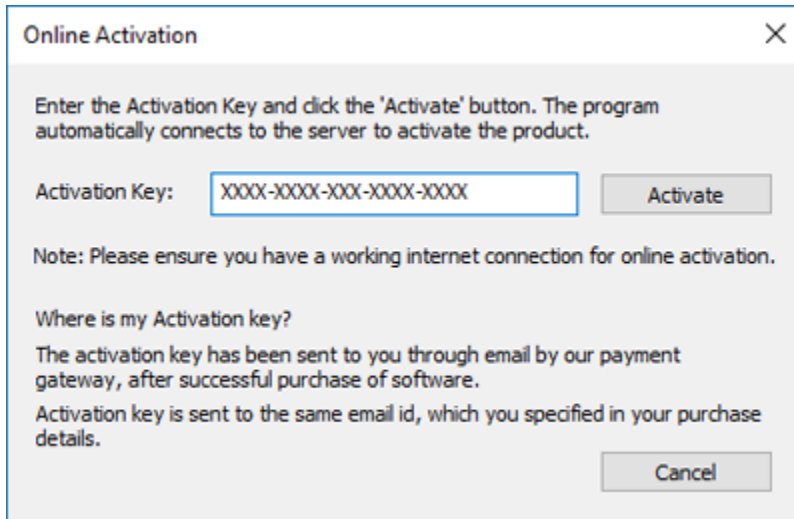 Online Activation
Enter the Activation Key and click the 'Activate' button. The program
automatically connects to the server to activate the product.
Activation Key: XXXX-XXXX-XXX-XXXX-XXXX Activate
Note: Please ensure you have a working internet connection for online activation.
Where is my Activation key?
The activation key has been sent to you through email by our payment
gateway, after successful purchase of software.
Activation key is sent to the same email id, which you specified in your purchase
details.
Cancel